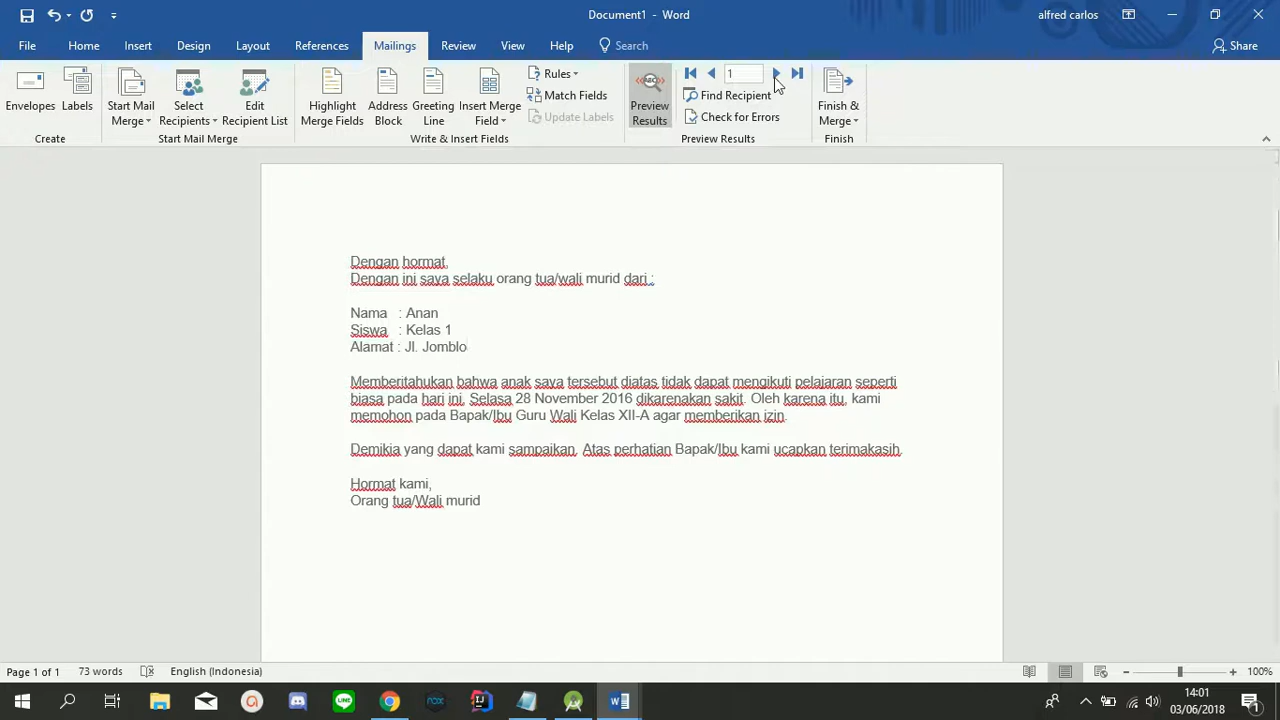 Document1 - Word
alfred carlos
File Home Insert Design Layout References Mailings Review View Help Search Share
Envelopes
Labels
Create
Start Mail Merge
Select Recipients
Edit Recipient List
Start Mail Merge
Highlight Merge Fields
Address Block
Greeting Line
Insert Merge Field
Rules
Match Fields
Update Labels
Write & Insert Fields
ABC
Preview Results
1
Find Recipient
Check for Errors
Preview Results
Finish & Merge
Finish
Dengan hormat,
Dengan ini saya selaku orang tua/wali murid dari :
Nama : Anan
Siswa : Kelas 1
Alamat : Jl. Jomblo
Memberitahukan bahwa anak saya tersebut diatas tidak dapat mengikuti pelajaran seperti
biasa pada hari ini, Selasa 28 November 2016 dikarenakan sakit. Oleh karena itu, kami
memohon pada Bapak/Ibu Guru Wali Kelas XII-A agar memberikan izin.
Demikia yang dapat kami sampaikan. Atas perhatian Bapak/Ibu kami ucapkan terimakasih.
Hormat kami,
Orang tua/Wali murid
Page 1 of 1 73 words English (Indonesia) 100%
14:01
03/06/2018